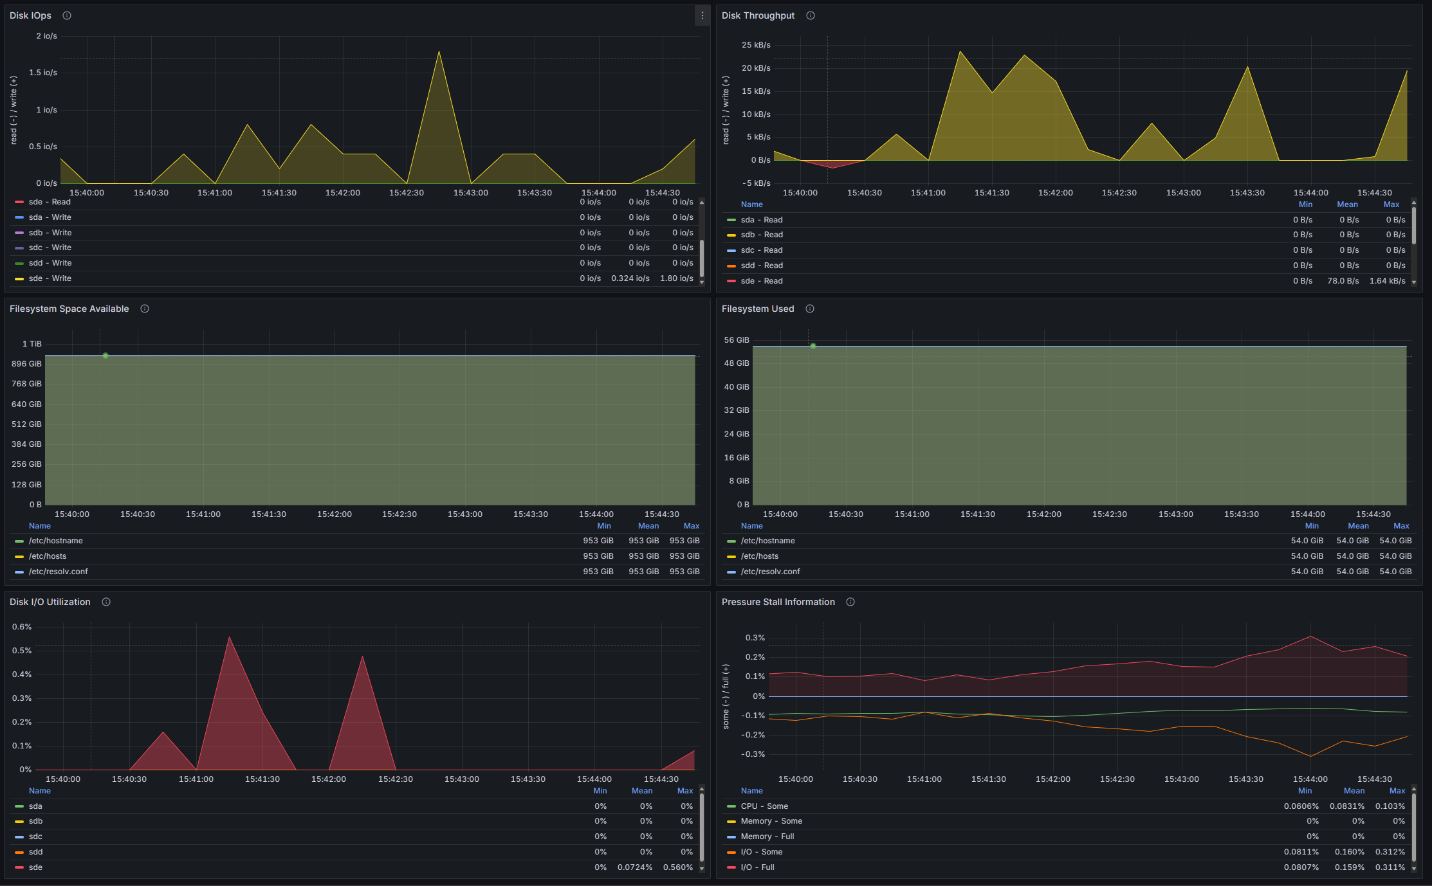 Disk IOps
read (-) / write (+)
2 io/s
1.5 io/s
1 io/s
0.5 io/s
0 io/s
15:40:00 15:40:30 15:41:00 15:41:30 15:42:00 15:42:30 15:43:00 15:43:30 15:44:00 15:44:30
sde - Read 0 io/s 0 io/s 0 io/s
sda - Write 0 io/s 0 io/s 0 io/s
sdb - Write 0 io/s 0 io/s 0 io/s
sdc - Write 0 io/s 0 io/s 0 io/s
sdd - Write 0 io/s 0 io/s 0 io/s
sde - Write 0 io/s 0.324 io/s 1.80 io/s
Disk Throughput
read (-) / write (+)
25 kB/s
20 kB/s
15 kB/s
10 kB/s
5 kB/s
0 B/s
-5 kB/s
15:40:00 15:40:30 15:41:00 15:41:30 15:42:00 15:42:30 15:43:00 15:43:30 15:44:00 15:44:30
Name Min Mean Max
sda - Read 0 B/s 0 B/s 0 B/s
sdb - Read 0 B/s 0 B/s 0 B/s
sdc - Read 0 B/s 0 B/s 0 B/s
sdd - Read 0 B/s 0 B/s 0 B/s
sde - Read 0 B/s 78.0 B/s 1.64 kB/s
Filesystem Space Available
1 TiB
896 GiB
768 GiB
640 GiB
512 GiB
384 GiB
256 GiB
128 GiB
0 B
15:40:00 15:40:30 15:41:00 15:41:30 15:42:00 15:42:30 15:43:00 15:43:30 15:44:00 15:44:30
Name Min Mean Max
/etc/hostname 953 GiB 953 GiB 953 GiB
/etc/hosts 953 GiB 953 GiB 953 GiB
/etc/resolv.conf 953 GiB 953 GiB 953 GiB
Filesystem Used
56 GiB
48 GiB
40 GiB
32 GiB
24 GiB
16 GiB
8 GiB
0 B
15:40:00 15:40:30 15:41:00 15:41:30 15:42:00 15:42:30 15:43:00 15:43:30 15:44:00 15:44:30
Name Min Mean Max
/etc/hostname 54.0 GiB 54.0 GiB 54.0 GiB
/etc/hosts 54.0 GiB 54.0 GiB 54.0 GiB
/etc/resolv.conf 54.0 GiB 54.0 GiB 54.0 GiB
Disk I/O Utilization
0.6%
0.5%
0.4%
0.3%
0.2%
0.1%
0%
15:40:00 15:40:30 15:41:00 15:41:30 15:42:00 15:42:30 15:43:00 15:43:30 15:44:00 15:44:30
Name Min Mean Max
sda 0% 0% 0%
sdb 0% 0% 0%
sdc 0% 0% 0%
sdd 0% 0% 0%
sde 0% 0.0724% 0.560%
Pressure Stall Information
some (-) / full (+)
0.3%
0.2%
0.1%
0%
-0.1%
-0.2%
-0.3%
15:40:00 15:40:30 15:41:00 15:41:30 15:42:00 15:42:30 15:43:00 15:43:30 15:44:00 15:44:30
Name Min Mean Max
CPU - Some 0.0606% 0.0831% 0.103%
Memory - Some 0% 0% 0%
Memory - Full 0% 0% 0%
I/O - Some 0.0811% 0.160% 0.312%
I/O - Full 0.0807% 0.159% 0.311%